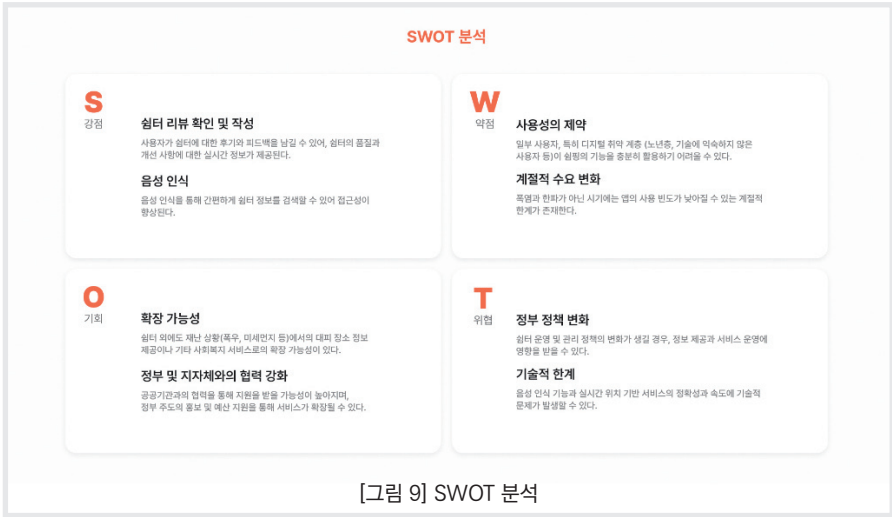 SWOT 분석
S
강점
쉼터 리뷰 확인 및 작성
사용자가 쉼터에 대한 후기와 피드백을 남길 수 있어, 쉼터의 품질과
개선 사항에 대한 실시간 정보가 제공된다.
음성 인식
음성 인식을 통해 간편하게 쉼터 정보를 검색할 수 있어 접근성이
향상된다.
W
약점
사용성의 제약
일부 사용자, 특히 디지털 취약 계층 (노년층, 기술에 익숙하지 않은
사용자 등)이 쉼핑의 기능을 충분히 활용하기 어려울 수 있다.
계절적 수요 변화
폭염과 한파가 아닌 시기에는 앱의 사용 빈도가 낮아질 수 있는 계절적
한계가 존재한다.
O
기회
확장 가능성
쉼터 외에도 재난 상황(폭우, 미세먼지 등)에서의 대피 장소 정보
제공이나 기타 사회복지 서비스로의 확장 가능성이 있다.
정부 및 지자체와의 협력 강화
공공기관과의 협력을 통해 지원을 받을 가능성이 높아지며,
정부 주도의 홍보 및 예산 지원을 통해 서비스가 확장될 수 있다.
T
위협
정부 정책 변화
쉼터 운영 및 관리 정책의 변화가 생길 경우, 정보 제공과 서비스 운영에
영향을 받을 수 있다.
기술적 한계
음성 인식 기능과 실시간 위치 기반 서비스의 정확성과 속도에 기술적
문제가 발생할 수 있다.
[그림 9] SWOT 분석